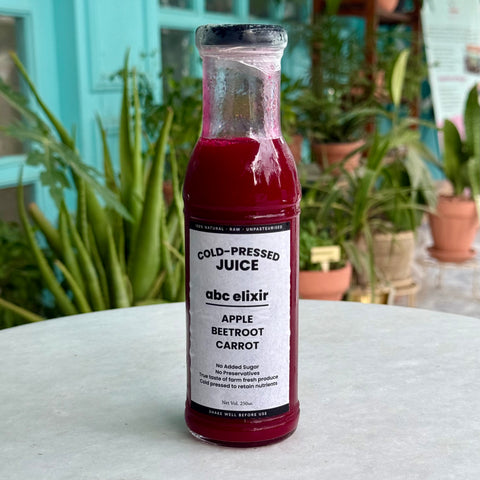 100% NATURAL · RAW · UNPASTEURISED
COLD-PRESSED
JUICE
abc elixir
APPLE
BEETROOT
CARROT
No Added Sugar
No Preservatives
True taste of farm fresh produce
Cold pressed to retain nutrients
Net Vol. 250ml
SHAKE WELL BEFORE USE